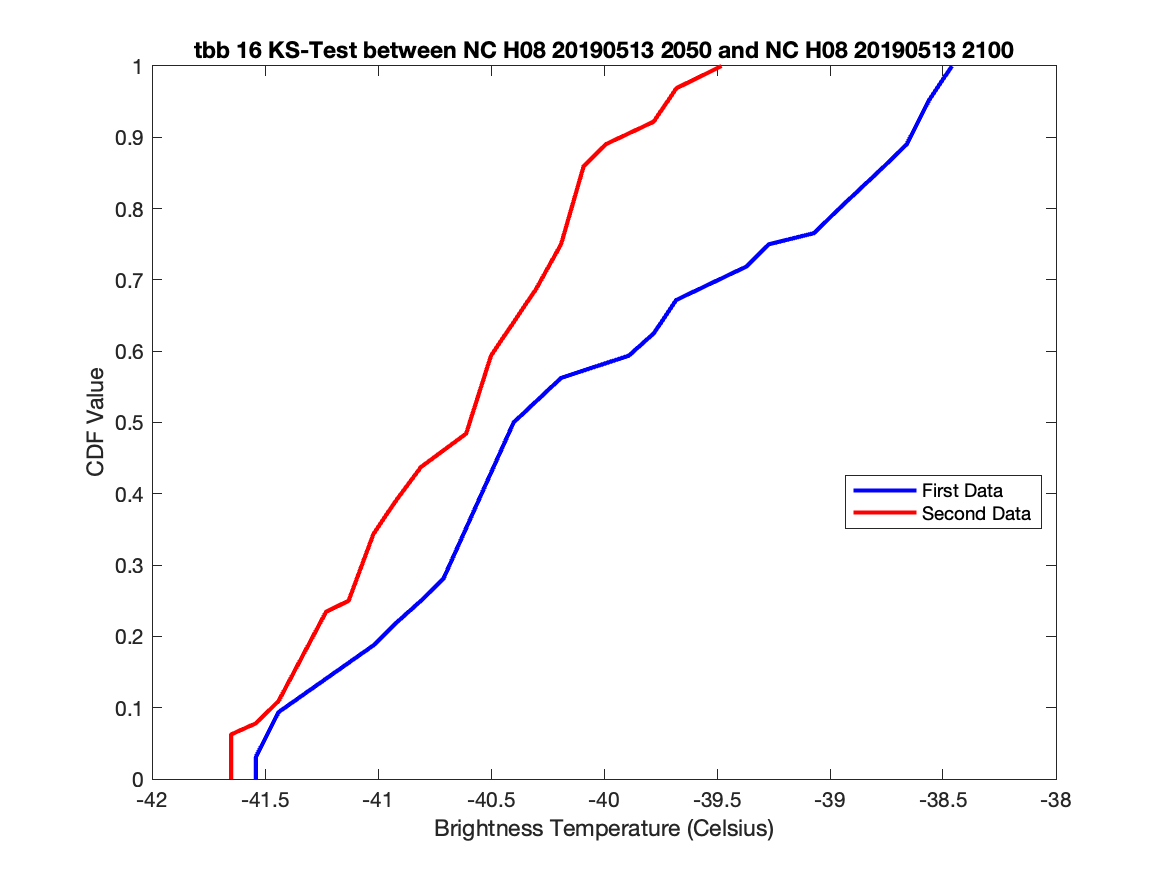 tbb 16 KS-Test between NC H08 20190513 2050 and NC H08 20190513 2100
1
0.9
0.8
0.7
0.6
0.5
0.4
0.3
0.2
0.1
0
CDF Value
First Data
Second Data
-42 -41.5 -41 -40.5 -40 -39.5 -39 -38.5 -38
Brightness Temperature (Celsius)